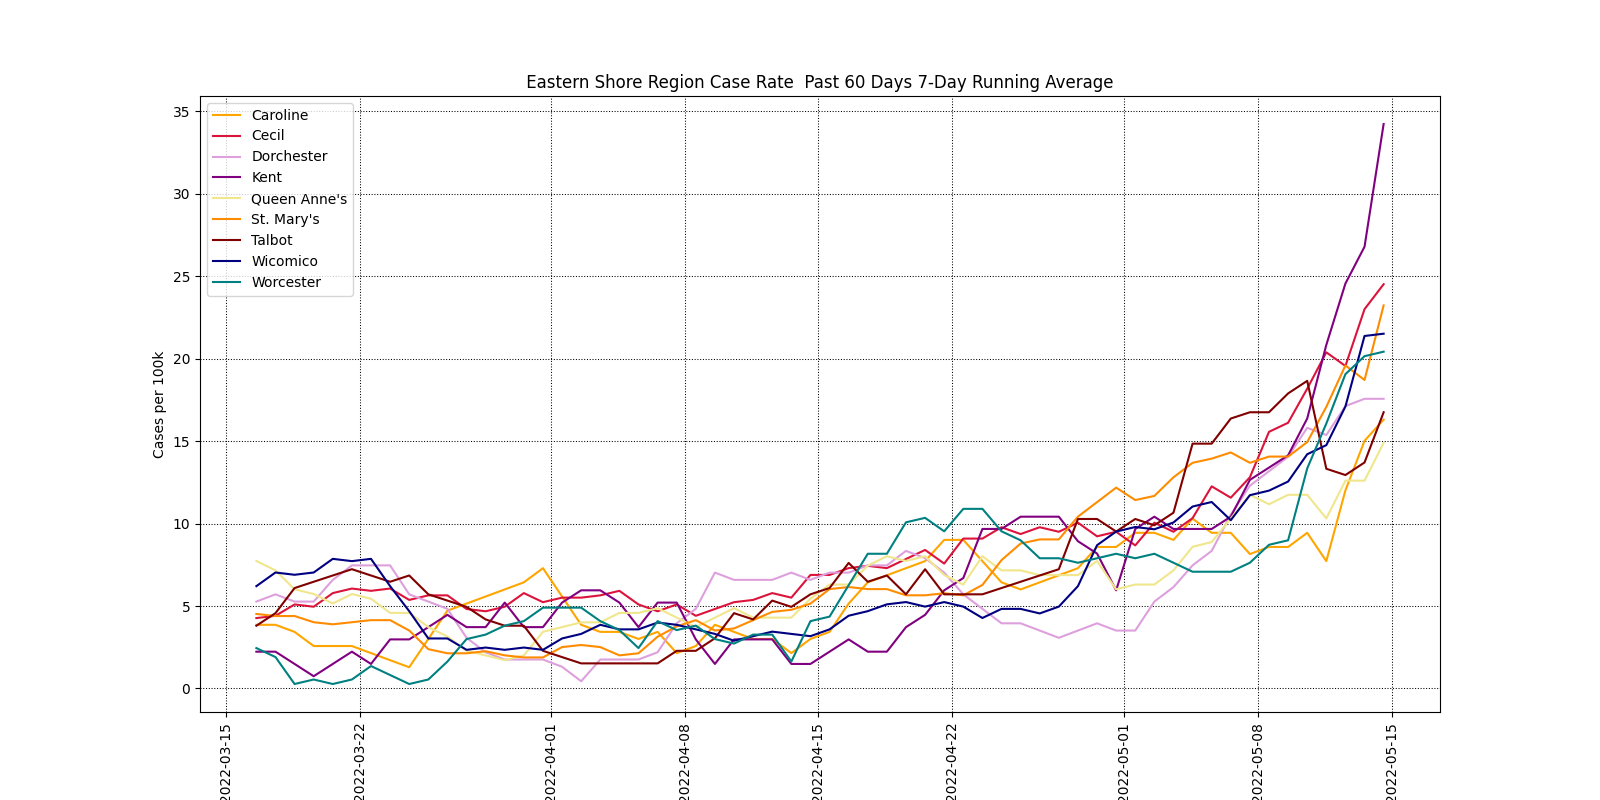 Eastern Shore Region Case Rate  Past 60 Days 7-Day Running Average
Cases per 100k
35
30
25
20
15
10
5
0
Caroline
Cecil
Dorchester
Kent
Queen Anne's
St. Mary's
Talbot
Wicomico
Worcester
2022-03-15
2022-03-22
2022-04-01
2022-04-08
2022-04-15
2022-04-22
2022-05-01
2022-05-08
2022-05-15